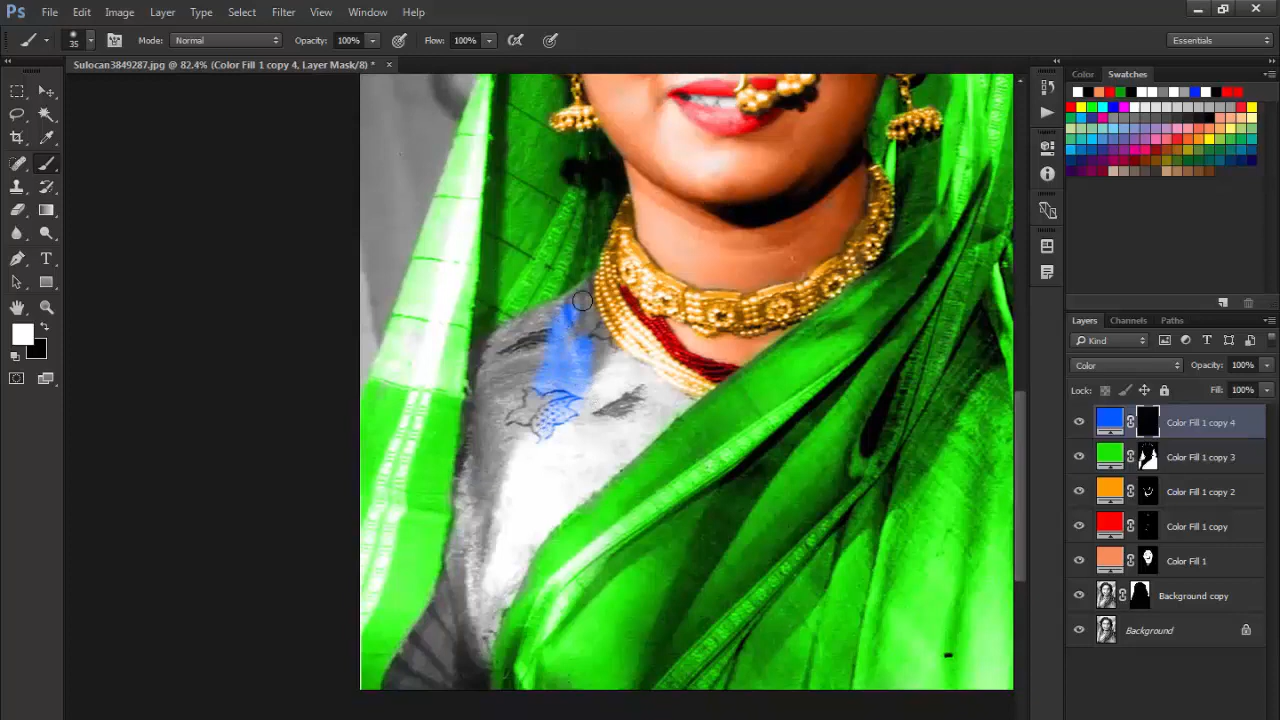 Ps File Edit Image Layer Type Select Filter View Window Help
35 Mode: Normal Opacity: 100% Flow: 100% Essentials
Sulocan3849287.jpg @ 82.4% (Color Fill 1 copy 4, Layer Mask/8) *
Color Swatches
Layers Channels Paths
Kind
Color Opacity: 100%
Lock: Fill: 100%
Color Fill 1 copy 4
Color Fill 1 copy 3
Color Fill 1 copy 2
Color Fill 1 copy
Color Fill 1
Background copy
Background